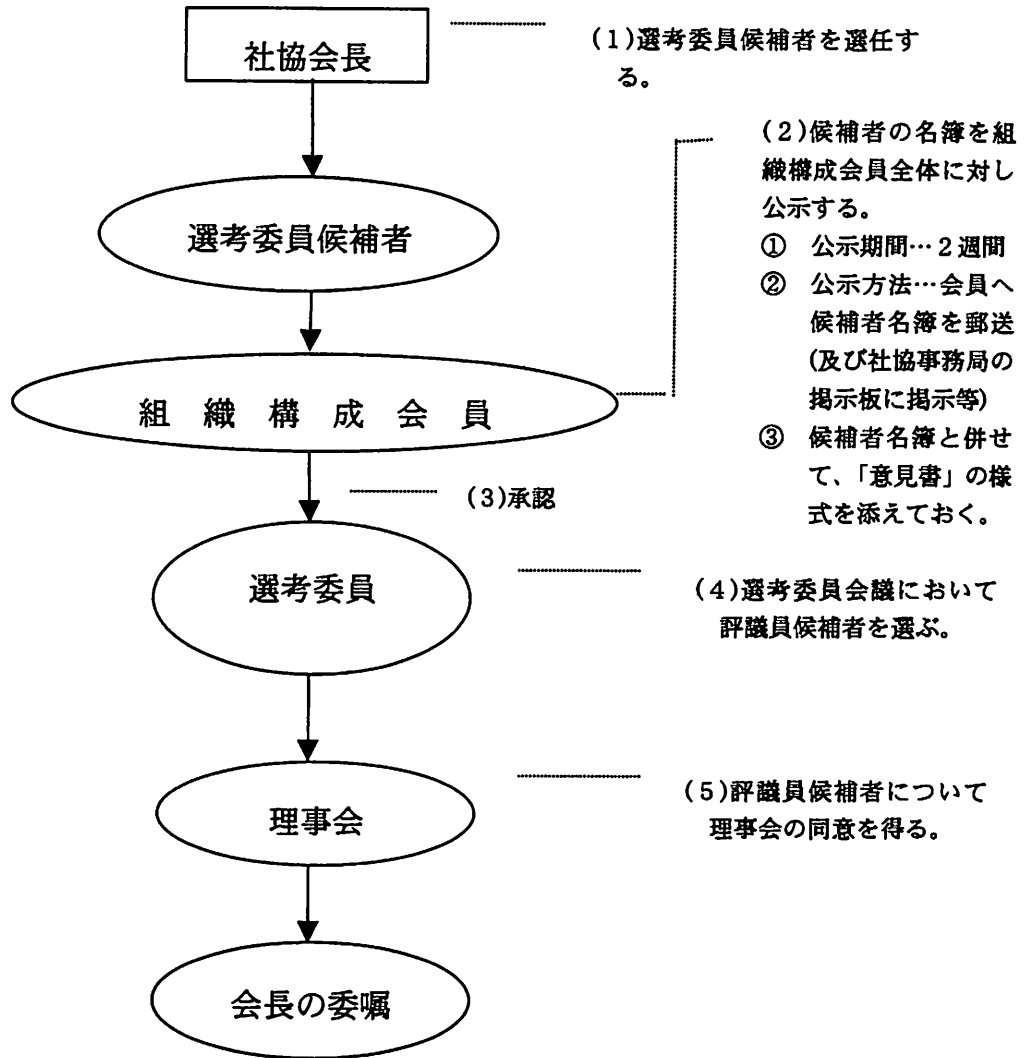 社協会長
(1)選考委員候補者を選任す
る。
(2)候補者の名簿を組
織構成会員全体に対し
公示する。
① 公示期間…2週間
② 公示方法…会員へ
候補者名簿を郵送
(及び社協事務局の
掲示板に掲示等)
③ 候補者名簿と併せ
て、「意見書」の様
式を添えておく。
選考委員候補者
組織構成会員
(3)承認
選考委員
(4)選考委員会議において
評議員候補者を選ぶ。
理事会
(5)評議員候補者について
理事会の同意を得る。
会長の委嘱